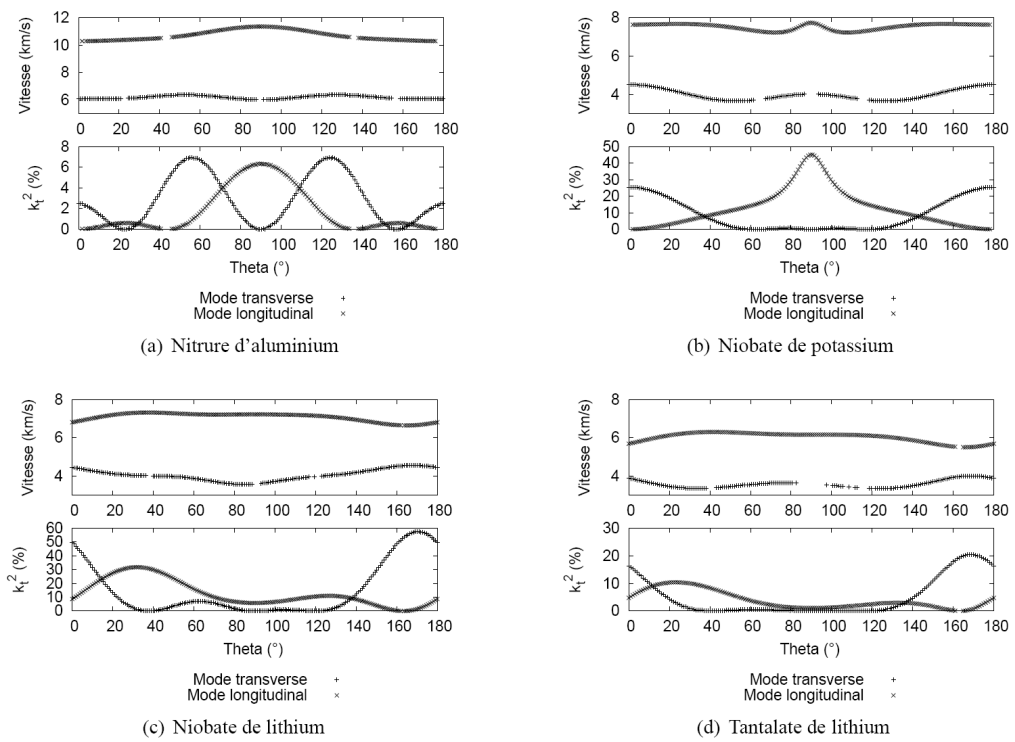 Vitesse (km/s)
12
10
8
6
0 20 40 60 80 100 120 140 160 180
k_t^2 (%)
8
6
4
2
0
0 20 40 60 80 100 120 140 160 180
Theta (°)
Mode transverse +
Mode longitudinal ×
(a) Nitrure d'aluminium
Vitesse (km/s)
8
6
4
0 20 40 60 80 100 120 140 160 180
k_t^2 (%)
50
40
30
20
10
0
0 20 40 60 80 100 120 140 160 180
Theta (°)
Mode transverse +
Mode longitudinal ×
(b) Niobate de potassium
Vitesse (km/s)
8
6
4
0 20 40 60 80 100 120 140 160 180
k_t^2 (%)
60
50
40
30
20
10
0
0 20 40 60 80 100 120 140 160 180
Theta (°)
Mode transverse +
Mode longitudinal ×
(c) Niobate de lithium
Vitesse (km/s)
8
6
4
0 20 40 60 80 100 120 140 160 180
k_t^2 (%)
30
20
10
0
0 20 40 60 80 100 120 140 160 180
Theta (°)
Mode transverse +
Mode longitudinal ×
(d) Tantalate de lithium